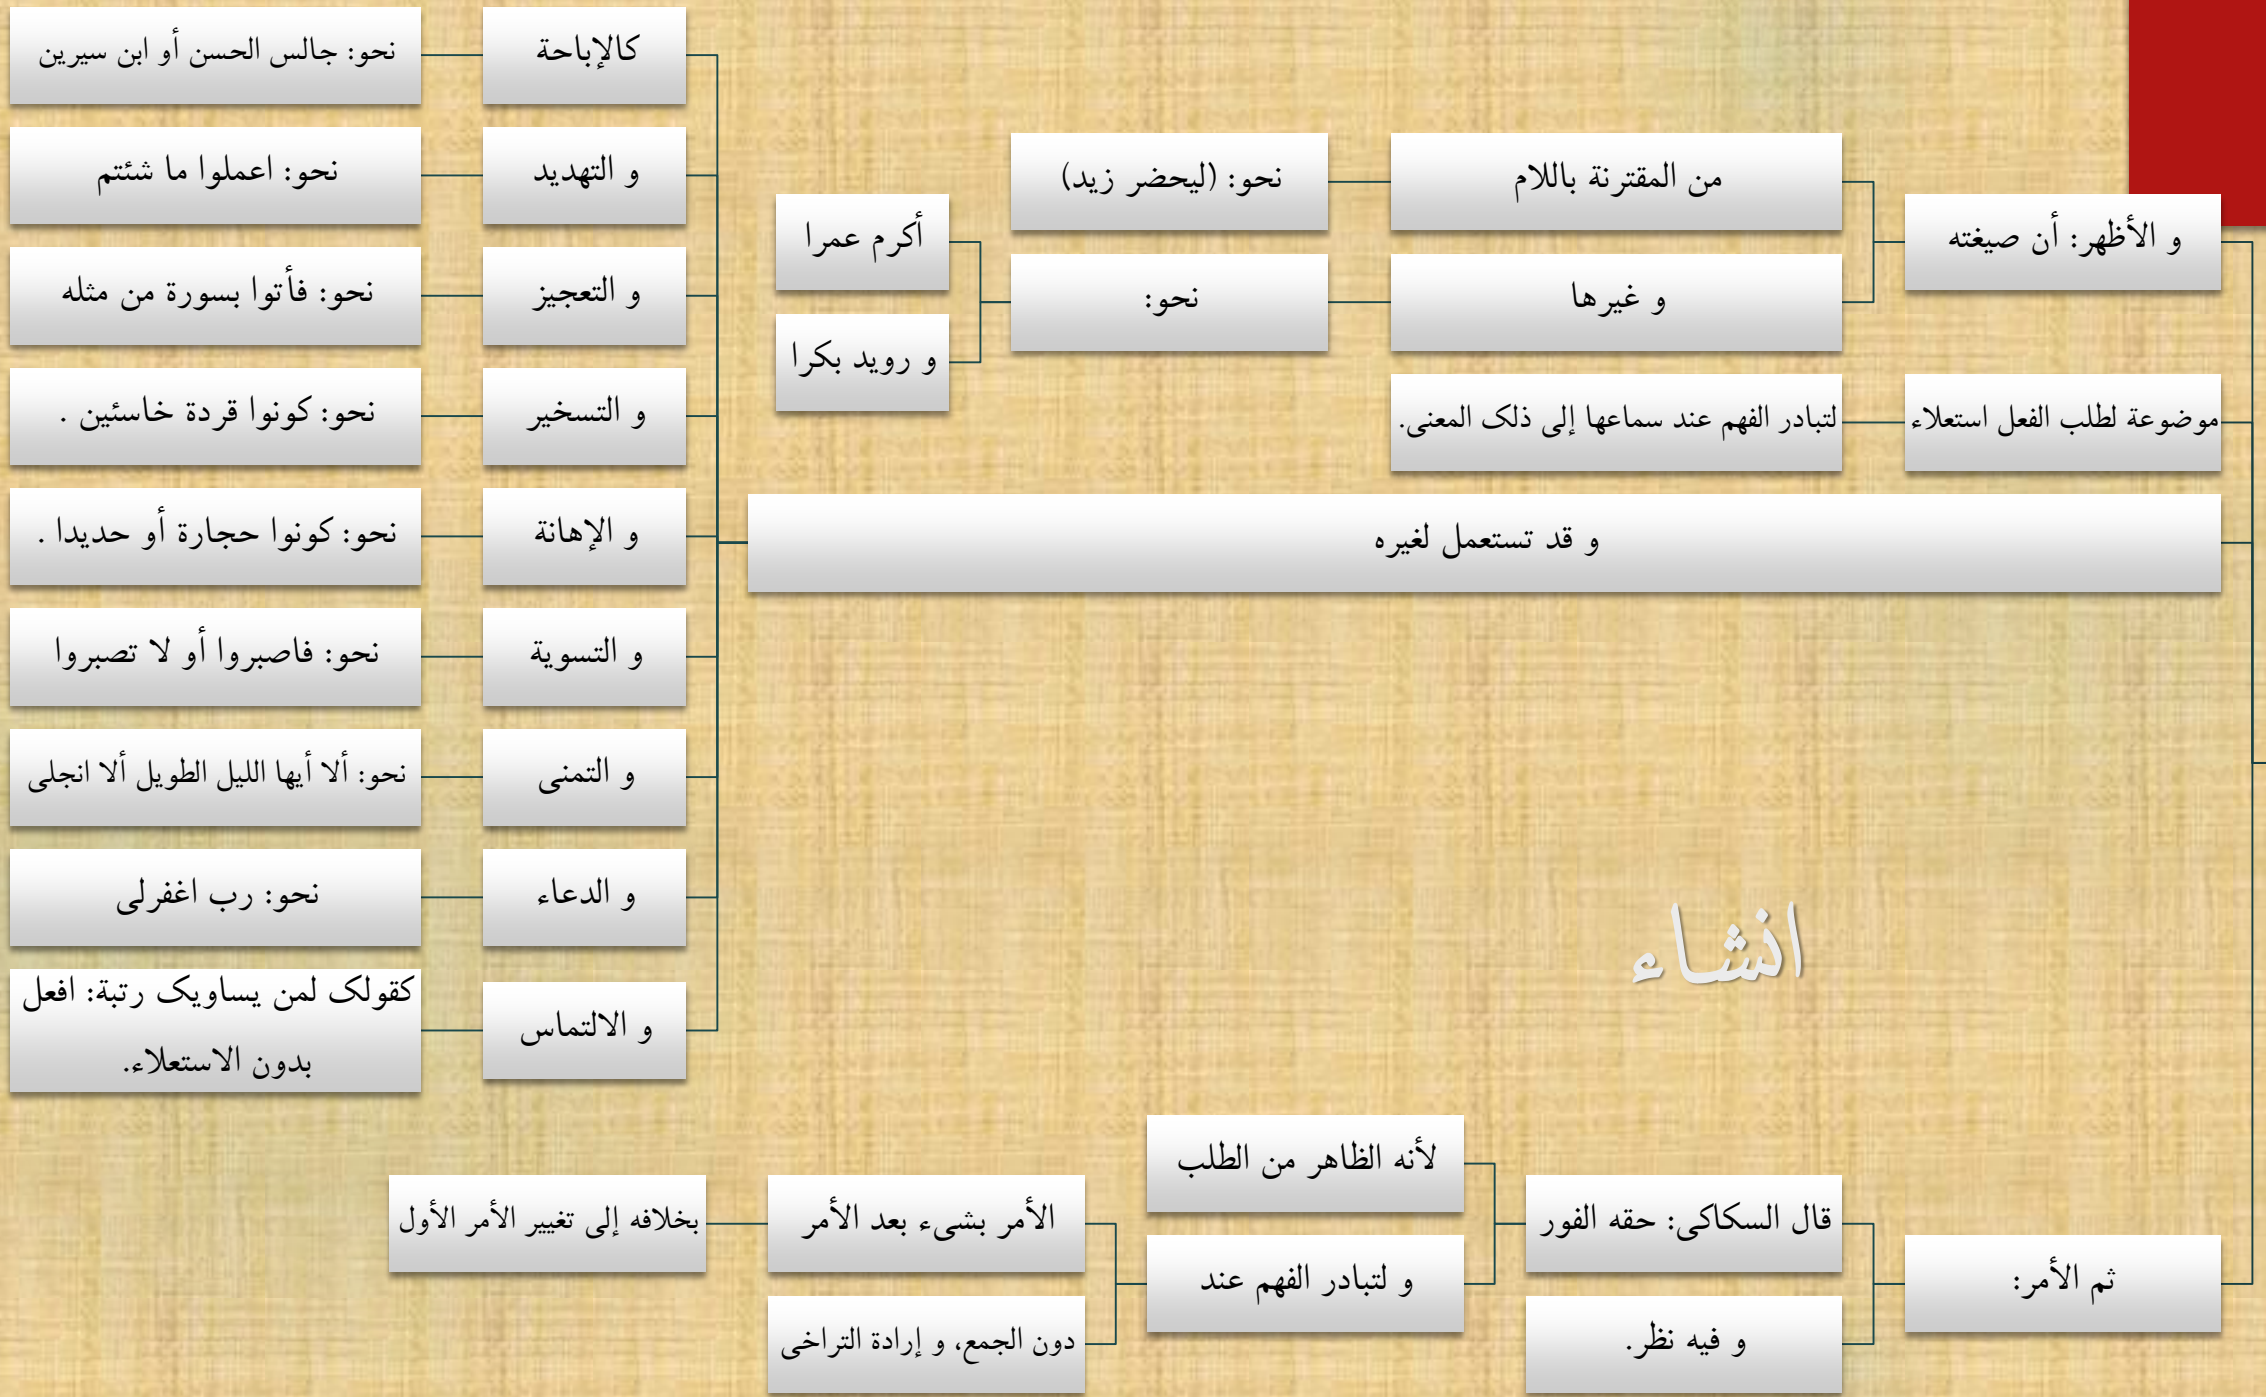 و الأظهر: أن صيغته
من المقترنة باللام
نحو: (ليحضر زيد)
و غيرها
نحو:
أكرم عمرا
و رويد بكرا
موضوعة لطلب الفعل استعلاء
لتبادر الفهم عند سماعها إلى ذلک المعنى.
و قد تستعمل لغيره
كالإباحة
نحو: جالس الحسن أو ابن سيرين
و التهديد
نحو: اعملوا ما شئتم
و التعجيز
نحو: فأتوا بسورة من مثله
و التسخير
نحو: كونوا قردة خاسئين .
و الإهانة
نحو: كونوا حجارة أو حديدا .
و التسوية
نحو: فاصبروا أو لا تصبروا
و التمنى
نحو: ألا أيها الليل الطويل ألا انجلى
و الدعاء
نحو: رب اغفرلى
و الالتماس
كقولک لمن يساويک رتبة: افعل
بدون الاستعلاء.
انشاء
ثم الأمر:
قال السكاكى: حقه الفور
لأنه الظاهر من الطلب
و لتبادر الفهم عند
الأمر بشىء بعد الأمر
بخلافه إلى تغيير الأمر الأول
دون الجمع، و إرادة التراخى
و فيه نظر.